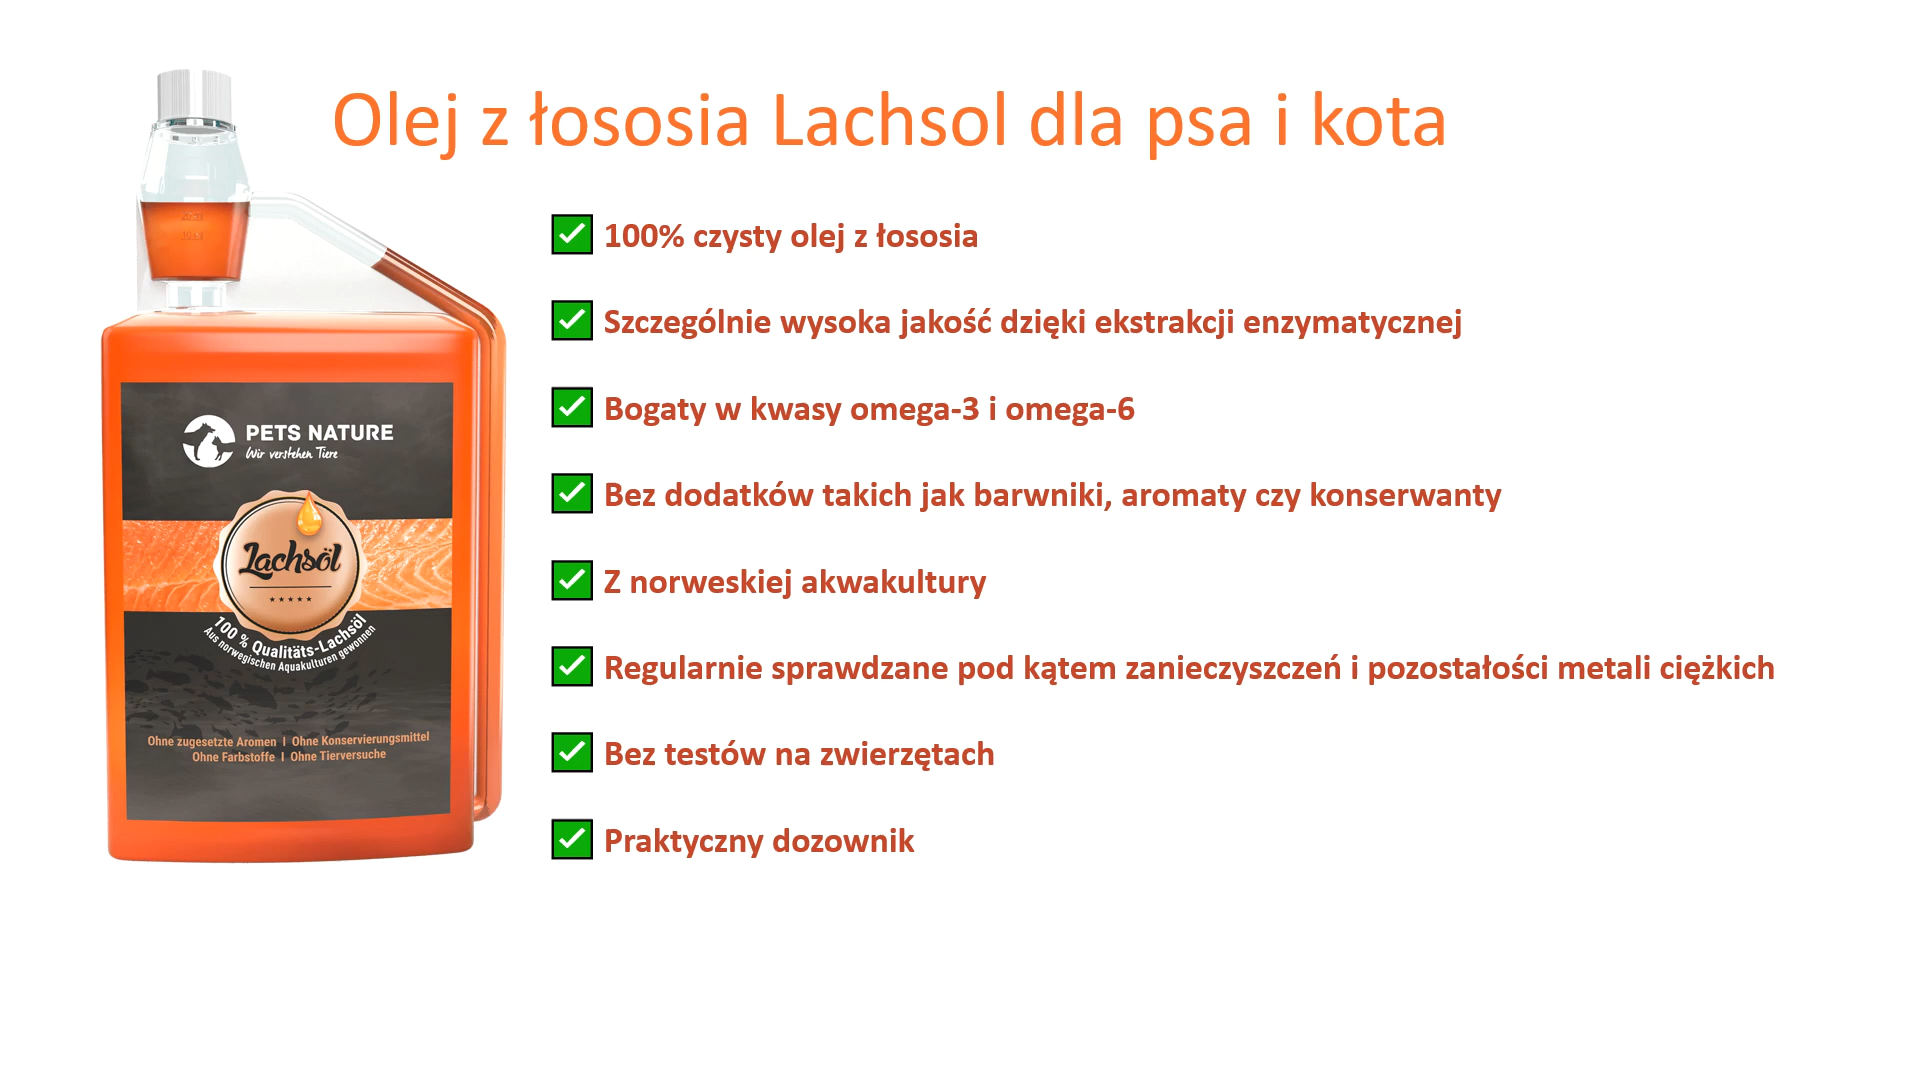 Olej z łososia Lachsol dla psa i kota
100% czysty olej z łososia
Szczególnie wysoka jakość dzięki ekstrakcji enzymatycznej
Bogaty w kwasy omega-3 i omega-6
Bez dodatków takich jak barwniki, aromaty czy konserwanty
Z norweskiej akwakultury
Regularnie sprawdzane pod kątem zanieczyszczeń i pozostałości metali ciężkich
Bez testów na zwierzętach
Praktyczny dozownik
PETS NATURE
Wir verstehen Tiere
Lachsöl
100 % Qualitäts-Lachsöl
Aus norwegischen Aquakulturen gewonnen
Ohne zugesetzte Aromen I Ohne Konservierungsmittel
Ohne Farbstoffe I Ohne Tierversuche